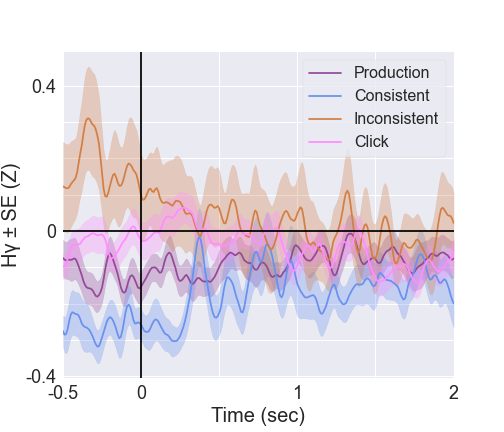 Production
Consistent
Inconsistent
Click
0.4
0
-0.4
Hγ ± SE (Z)
-0.5
0
1
2
Time (sec)